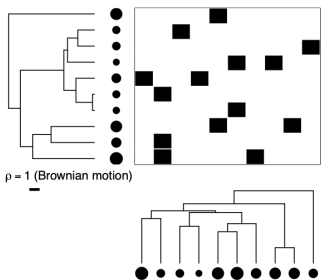 ρ = 1 (Brownian motion)